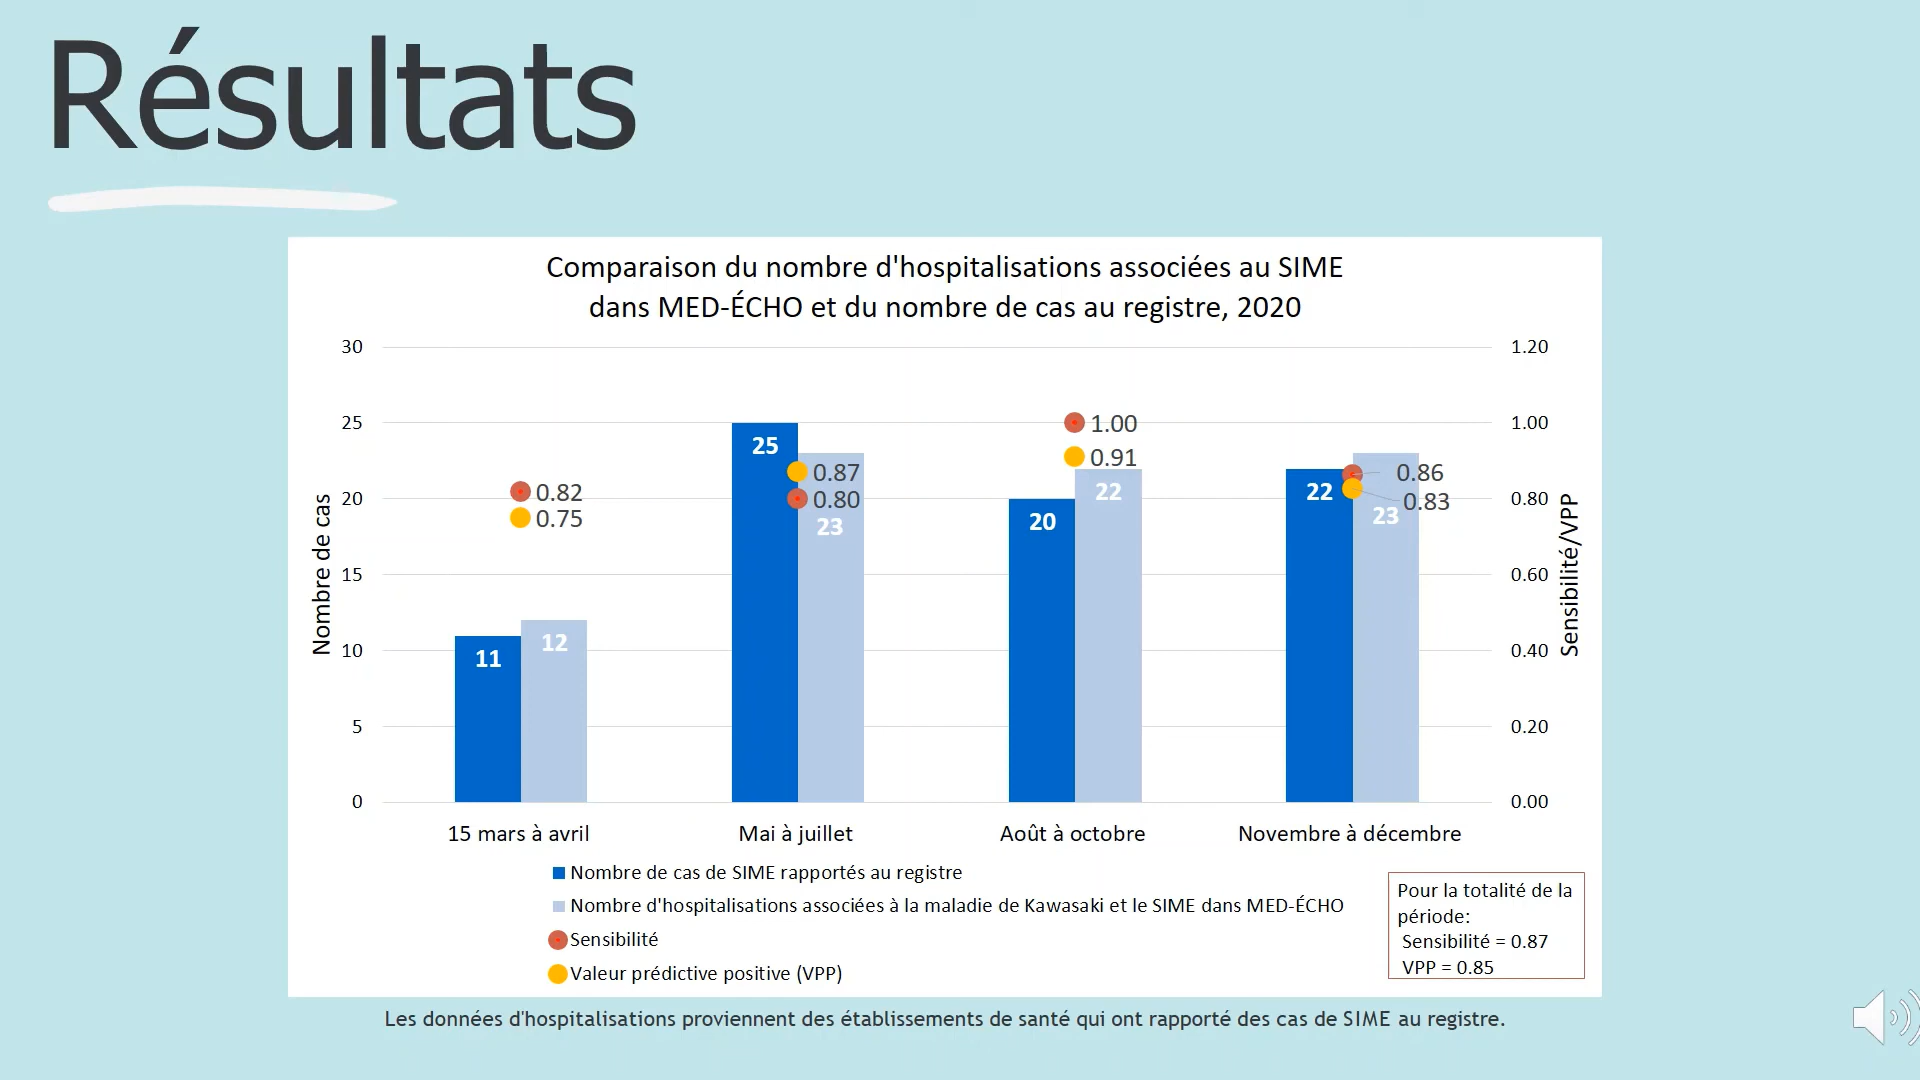 Résultats
Comparaison du nombre d'hospitalisations associées au SIME
dans MED-ÉCHO et du nombre de cas au registre, 2020
30
25
20
15
10
5
0
Nombre de cas
1.20
1.00
0.80
0.60
0.40
0.20
0.00
Sensibilité/VPP
0.82
0.75
11
12
25
0.87
0.80
23
1.00
0.91
20
22
22
0.86
0.83
23
15 mars à avril
Mai à juillet
Août à octobre
Novembre à décembre
Nombre de cas de SIME rapportés au registre
Nombre d'hospitalisations associées à la maladie de Kawasaki et le SIME dans MED-ÉCHO
Sensibilité
Valeur prédictive positive (VPP)
Pour la totalité de la
période:
Sensibilité = 0.87
VPP = 0.85
Les données d'hospitalisations proviennent des établissements de santé qui ont rapporté des cas de SIME au registre.